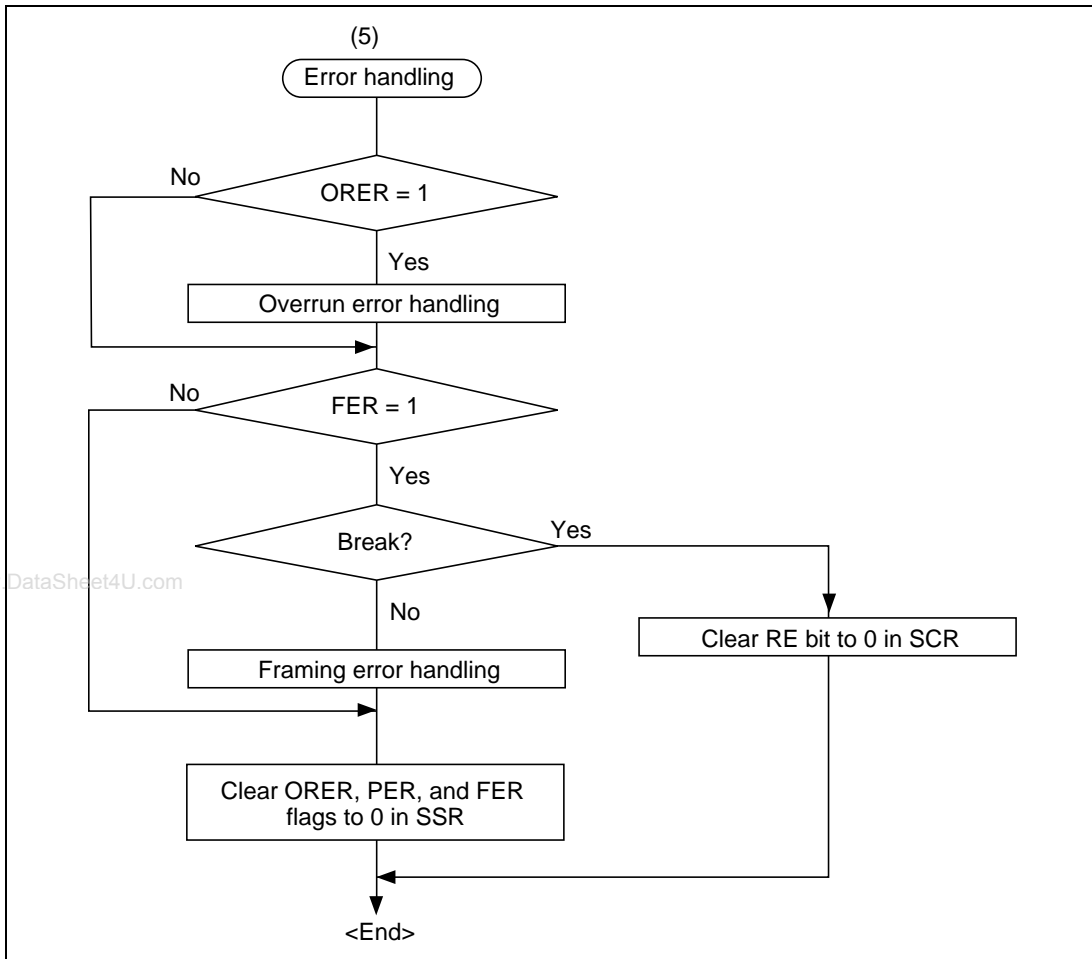 (5)
Error handling
No
ORER = 1
Yes
Overrun error handling
No
FER = 1
Yes
Break?
Yes
DataSheet4U.com
No
Clear RE bit to 0 in SCR
Framing error handling
Clear ORER, PER, and FER
flags to 0 in SSR
<End>